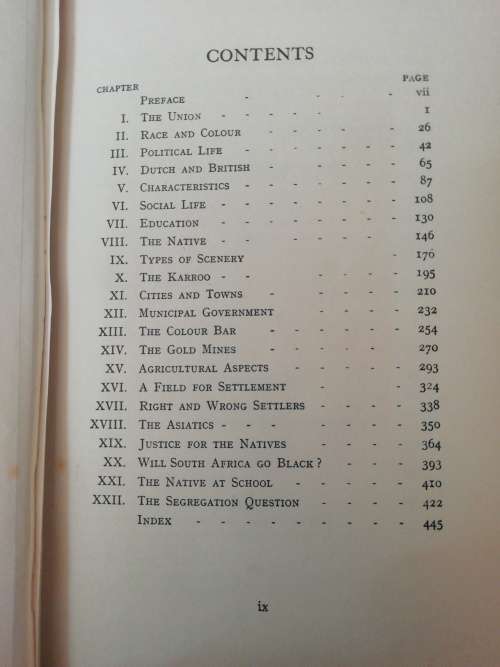 CONTENTS
CHAPTER PAGE
PREFACE - - - - vii
I. THE UNION - - - - - 1
II. RACE AND COLOUR - - - - - 26
III. POLITICAL LIFE - - - - - - 42
IV. DUTCH AND BRITISH - - - - - 65
V. CHARACTERISTICS - - - - - - 87
VI. SOCIAL LIFE - - - - - - - 108
VII. EDUCATION - - - - - - - 130
VIII. THE NATIVE - - - - - - 146
IX. TYPES OF SCENERY - 176
X. THE KARROO - - - - - - 195
XI. CITIES AND TOWNS - - - - - 210
XII. MUNICIPAL GOVERNMENT - - - - 232
XIII. THE COLOUR BAR - - - - - 254
XIV. THE GOLD MINES - - - - - 270
XV. AGRICULTURAL ASPECTS - - - - 293
XVI. A FIELD FOR SETTLEMENT - - - 324
XVII. RIGHT AND WRONG SETTLERS - - - - 338
XVIII. THE ASIATICS - - - - - - - 350
XIX. JUSTICE FOR THE NATIVES - - - - 364
XX. WILL SOUTH AFRICA GO BLACK? - - - 393
XXI. THE NATIVE AT SCHOOL - - - - - 410
XXII. THE SEGREGATION QUESTION - - - - 422
INDEX - - - - - - - - - 445
ix